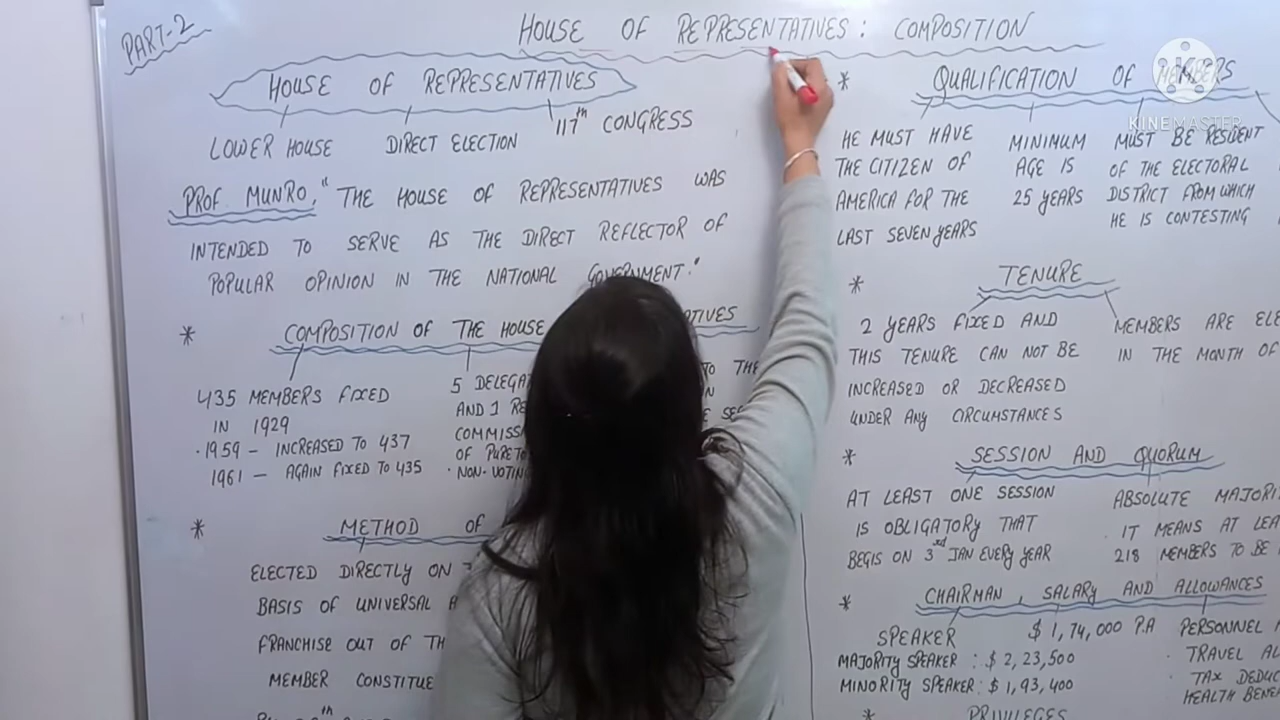 PART-2
HOUSE OF REPRESENTATIVES: COMPOSITION
HOUSE OF REPRESENTATIVES
LOWER HOUSE DIRECT ELECTION 117th CONGRESS
PROF. MUNRO, "THE HOUSE OF REPRESENTATIVES WAS
INTENDED TO SERVE AS THE DIRECT REFLECTOR OF
POPULAR OPINION IN THE NATIONAL GOVERNMENT."
* COMPOSITION OF THE HOUSE
435 MEMBERS FIXED
IN 1929
· 1959 - INCREASED TO 437
1961 - AGAIN FIXED TO 435
5
AND 1
OF
· NON-VOTING
TO THE
* METHOD OF
ELECTED DIRECTLY ON
BASIS OF UNIVERSAL
FRANCHISE OUT OF
MEMBER
* QUALIFICATION OF MEMBERS
HE MUST HAVE
THE CITIZEN OF
AMERICA FOR THE
LAST SEVEN YEARS
MINIMUM
AGE IS
25 YEARS
MUST BE RESIDENT
OF THE ELECTORAL
DISTRICT FROM WHICH
HE IS CONTESTING
* TENURE
2 YEARS FIXED AND
THIS TENURE CAN NOT BE
INCREASED OR DECREASED
UNDER ANY CIRCUMSTANCES
MEMBERS ARE
IN THE MONTH OF
* SESSION AND QUORUM
AT LEAST ONE SESSION
IS OBLIGATORY THAT
BEGIS ON 3rd JAN EVERY YEAR
ABSOLUTE
· IT MEANS AT
218 MEMBERS TO BE
* CHAIRMAN, SALARY AND ALLOWANCES
SPEAKER
MAJORITY SPEAKER : $ 2,23,500
MINORITY SPEAKER : $ 1,93,400
$ 1,74,000 P.A
PERSONNEL
· TRAVEL
· TAX
HEALTH
* PRIVILEGES
K
KINEMASTER